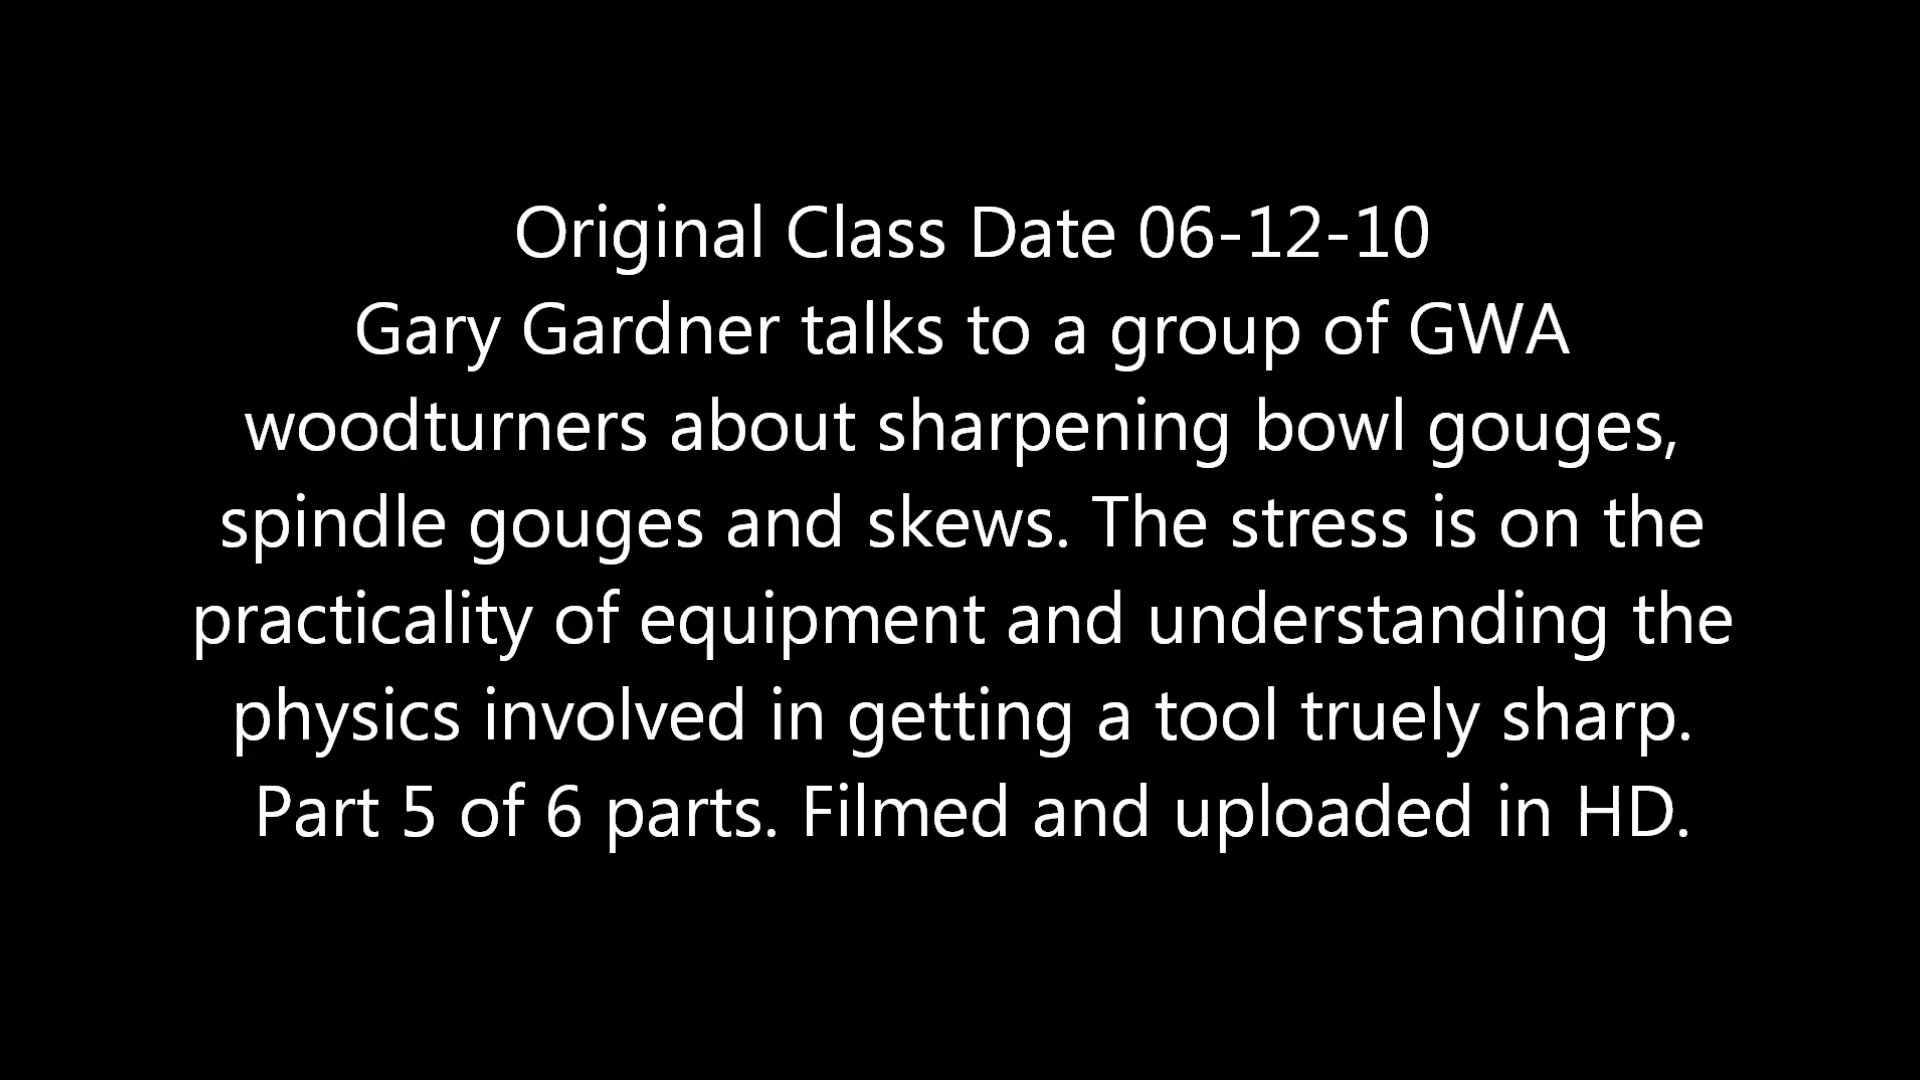 Original Class Date 06-12-10
Gary Gardner talks to a group of GWA
woodturners about sharpening bowl gouges,
spindle gouges and skews. The stress is on the
practicality of equipment and understanding the
physics involved in getting a tool truely sharp.
Part 5 of 6 parts. Filmed and uploaded in HD.